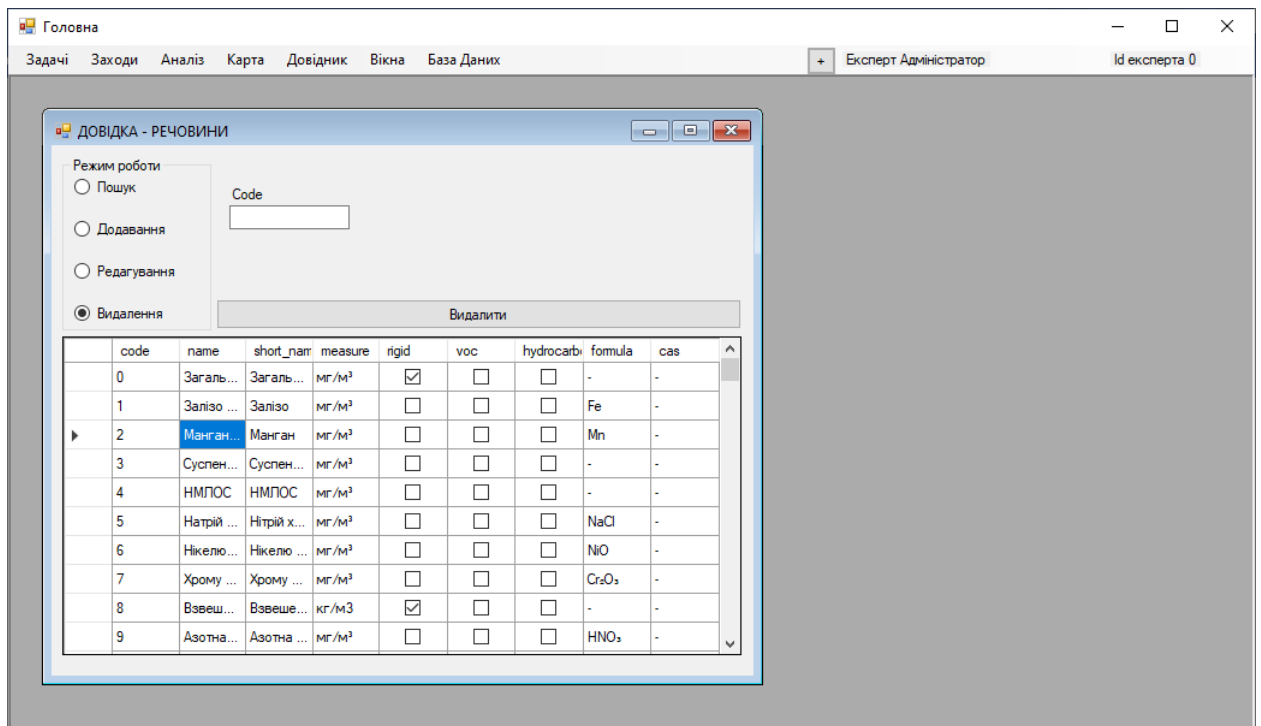 Головна
Задачі Заходи Аналіз Карта Довідник Вікна База Даних + Експерт Адміністратор Id експерта 0
ДОВІДКА - РЕЧОВИНИ
Режим роботи
Пошук
Code
Додавання
Редагування
Видалення
Видалити
code name short_nam measure rigid voc hydrocarb formula cas
0 Загаль... Загаль... мг/м³ - -
1 Залізо ... Залізо мг/м³ Fe -
2 Манган... Манган мг/м³ Mn -
3 Суспен... Суспен... мг/м³ - -
4 НМЛОС НМЛОС мг/м³ - -
5 Натрій ... Нітрій х... мг/м³ NaCl -
6 Нікелю... Нікелю ... мг/м³ NiO -
7 Хрому ... Хрому ... мг/м³ Cr₂O₃ -
8 Взвеш... Взвеше... кг/м3 - -
9 Азотна... Азотна ... мг/м³ HNO₃ -